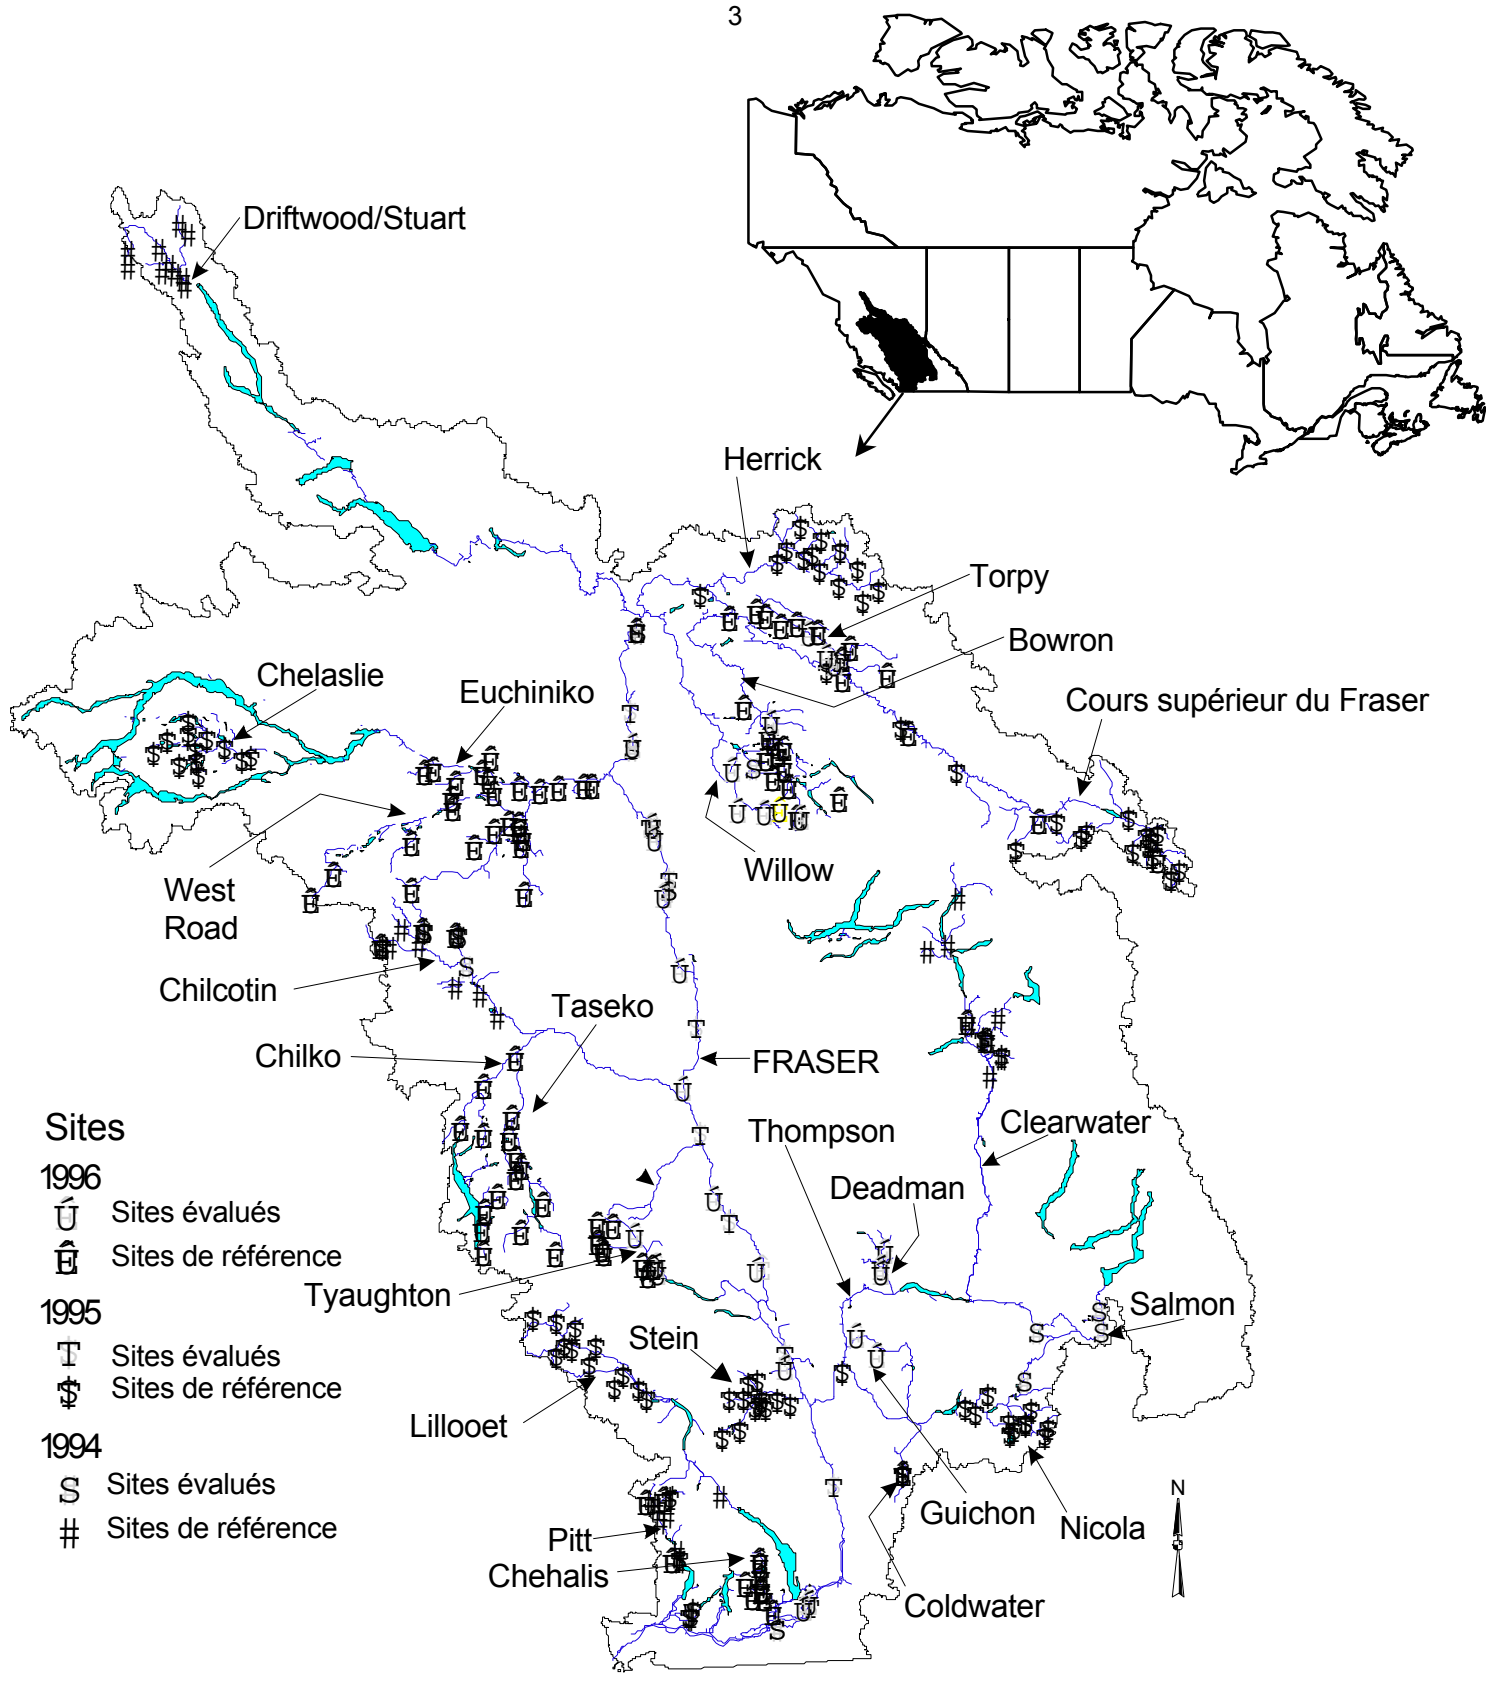 3
Driftwood/Stuart
Herrick
Torpy
Bowron
Chelaslie
Euchiniko
Cours supérieur du Fraser
West
Road
Willow
Chilcotin
Taseko
Chilko
FRASER
Sites
Thompson
Clearwater
1996
Deadman
Ú Sites évalués
Ê Sites de référence
Tyaughton
1995
Salmon
Stein
T Sites évalués
$ Sites de référence
Lillooet
1994
S Sites évalués
N
Guichon
# Sites de référence
Nicola
Pitt
Chehalis
Coldwater